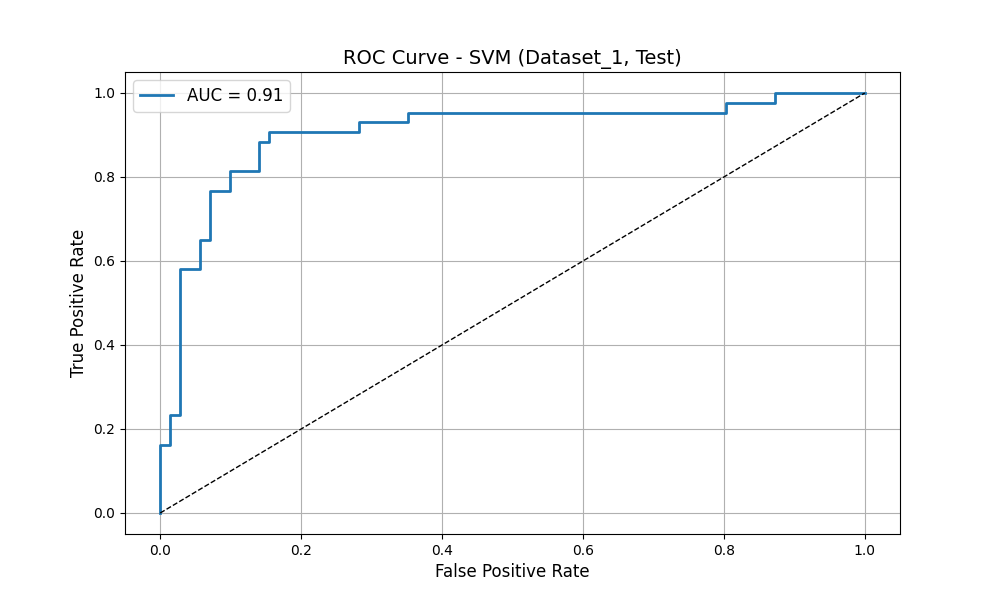 ROC Curve - SVM (Dataset_1, Test)
AUC = 0.91
True Positive Rate
1.0
0.8
0.6
0.4
0.2
0.0
0.0 0.2 0.4 0.6 0.8 1.0
False Positive Rate